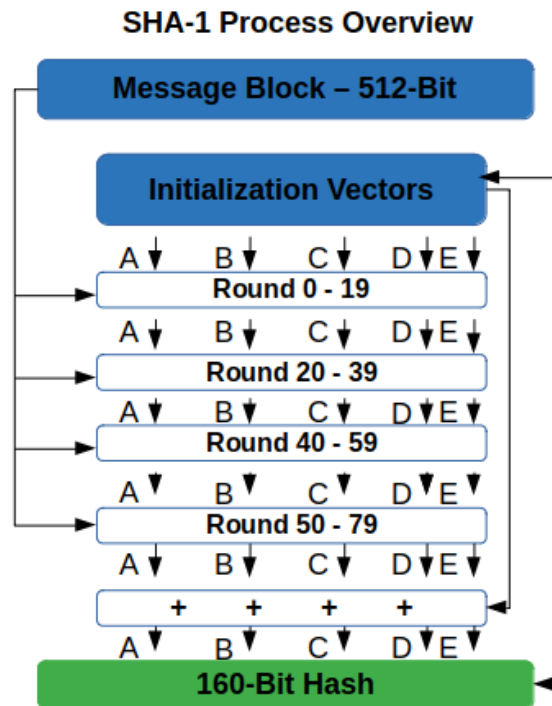 SHA-1 Process Overview
Message Block – 512-Bit
Initialization Vectors
A B C D E
Round 0 - 19
A B C D E
Round 20 - 39
A B C D E
Round 40 - 59
A B C D E
Round 50 - 79
A B C D E
+ + + +
A B C D E
160-Bit Hash